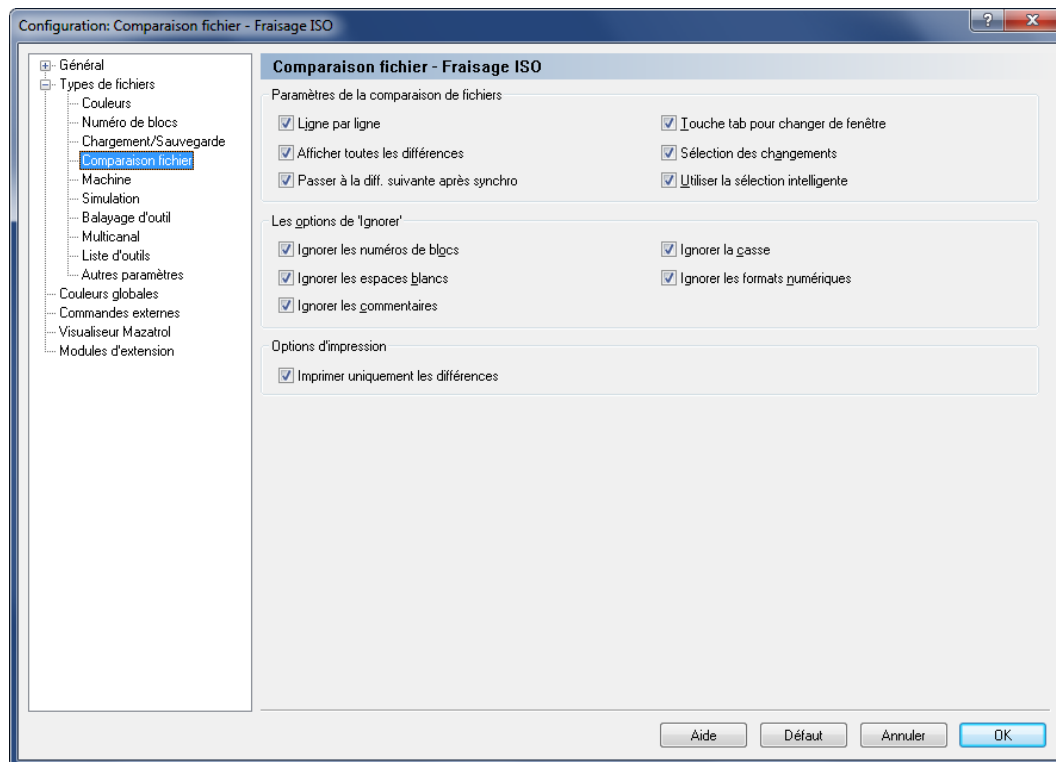 Configuration: Comparaison fichier - Fraisage ISO
?
X
Général
Types de fichiers
Couleurs
Numéro de blocs
Chargement/Sauvegarde
Comparaison fichier
Machine
Simulation
Balayage d'outil
Multicanal
Liste d'outils
Autres paramètres
Couleurs globales
Commandes externes
Visualiseur Mazatrol
Modules d'extension
Comparaison fichier - Fraisage ISO
Paramètres de la comparaison de fichiers
Ligne par ligne
Touche tab pour changer de fenêtre
Afficher toutes les différences
Sélection des changements
Passer à la diff. suivante après synchro
Utiliser la sélection intelligente
Les options de 'Ignorer'
Ignorer les numéros de blocs
Ignorer la casse
Ignorer les espaces blancs
Ignorer les formats numériques
Ignorer les commentaires
Options d'impression
Imprimer uniquement les différences
Aide
Défaut
Annuler
OK